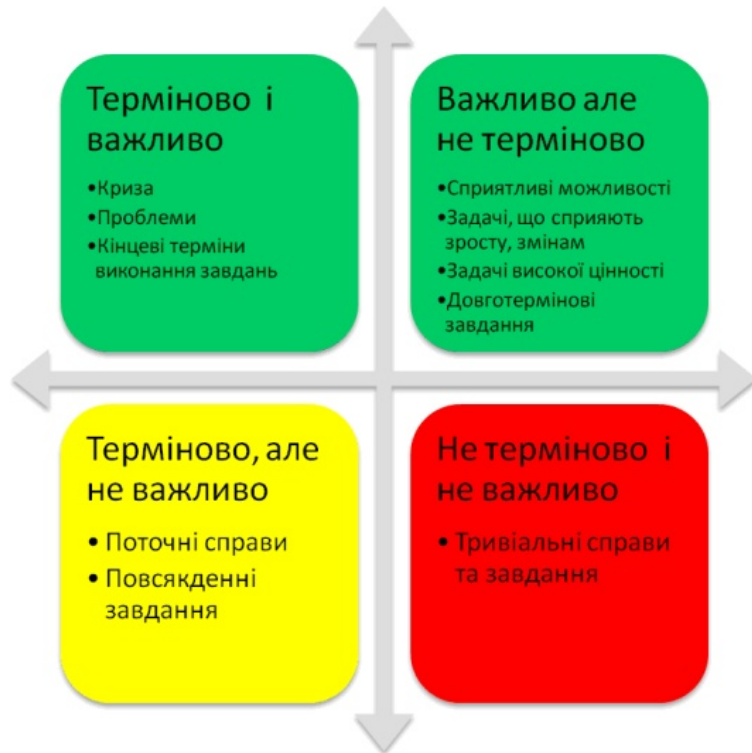 Терміново і
важливо
•Криза
•Проблеми
•Кінцеві терміни
виконання завдань
Важливо але
не терміново
•Сприятливі можливості
•Задачі, що сприяють
зросту, змінам
•Задачі високої цінності
•Довготермінові
завдання
Терміново, але
не важливо
• Поточні справи
• Повсякденні
завдання
Не терміново і
не важливо
• Тривіальні справи
та завдання